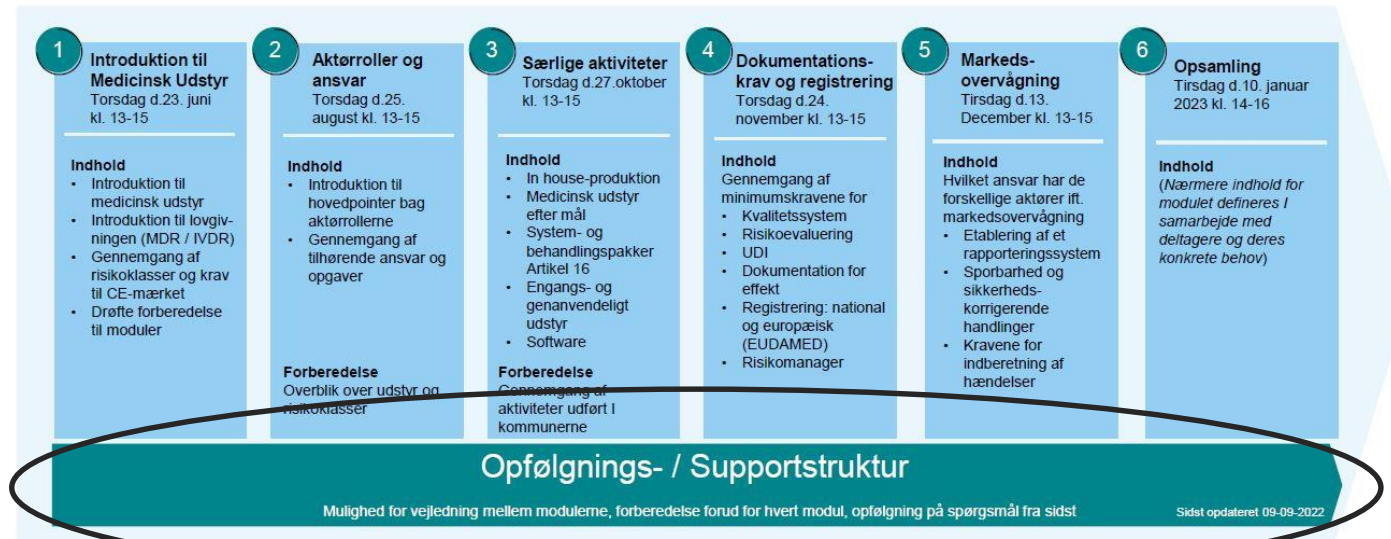 1
Introduktion til
Medicinsk Udstyr
Torsdag d.23. juni
kl. 13-15
Indhold
• Introduktion til
medicinsk udstyr
• Introduktion til lovgiv-
ningen (MDR / IVDR)
• Gennemgang af
risikoklasser og krav
til CE-mærket
• Drøfte forberedelse
til moduler
2
Aktørroller og
ansvar
Torsdag d.25.
august kl. 13-15
Indhold
• Introduktion til
hovedpointer bag
aktørrollerne
• Gennemgang af
tilhørende ansvar og
opgaver
Forberedelse
Overblik over udstyr og
risikoklasser
3
Særlige aktiviteter
Torsdag d.27.oktober
kl. 13-15
Indhold
• In house-produktion
• Medicinsk udstyr
efter mål
• System- og
behandlingspakker
Artikel 16
• Engangs- og
genanvendeligt
udstyr
• Software
Forberedelse
Gennemgang af
aktiviteter udført I
kommunerne
4
Dokumentations-
krav og registrering
Torsdag d.24.
november kl. 13-15
Indhold
Gennemgang af
minimumskravene for
• Kvalitetssystem
• Risikoevaluering
• UDI
• Dokumentation for
effekt
• Registrering: national
og europæisk
(EUDAMED)
• Risikomanager
5
Markeds-
overvågning
Tirsdag d.13.
December kl. 13-15
Indhold
Hvilket ansvar har de
forskellige aktører ift.
markedsovervågning
• Etablering af et
rapporteringssystem
• Sporbarhed og
sikkerheds-
korrigerende
handlinger
• Kravene for
indberetning af
hændelser
6
Opsamling
Tirsdag d.10. januar
2023 kl. 14-16
Indhold
(Nærmere indhold for
modulet defineres I
samarbejde med
deltagere og deres
konkrete behov)
Opfølgnings- / Supportstruktur
Mulighed for vejledning mellem modulerne, forberedelse forud for hvert modul, opfølgning på spørgsmål fra sidst
Sidst opdateret 09-09-2022